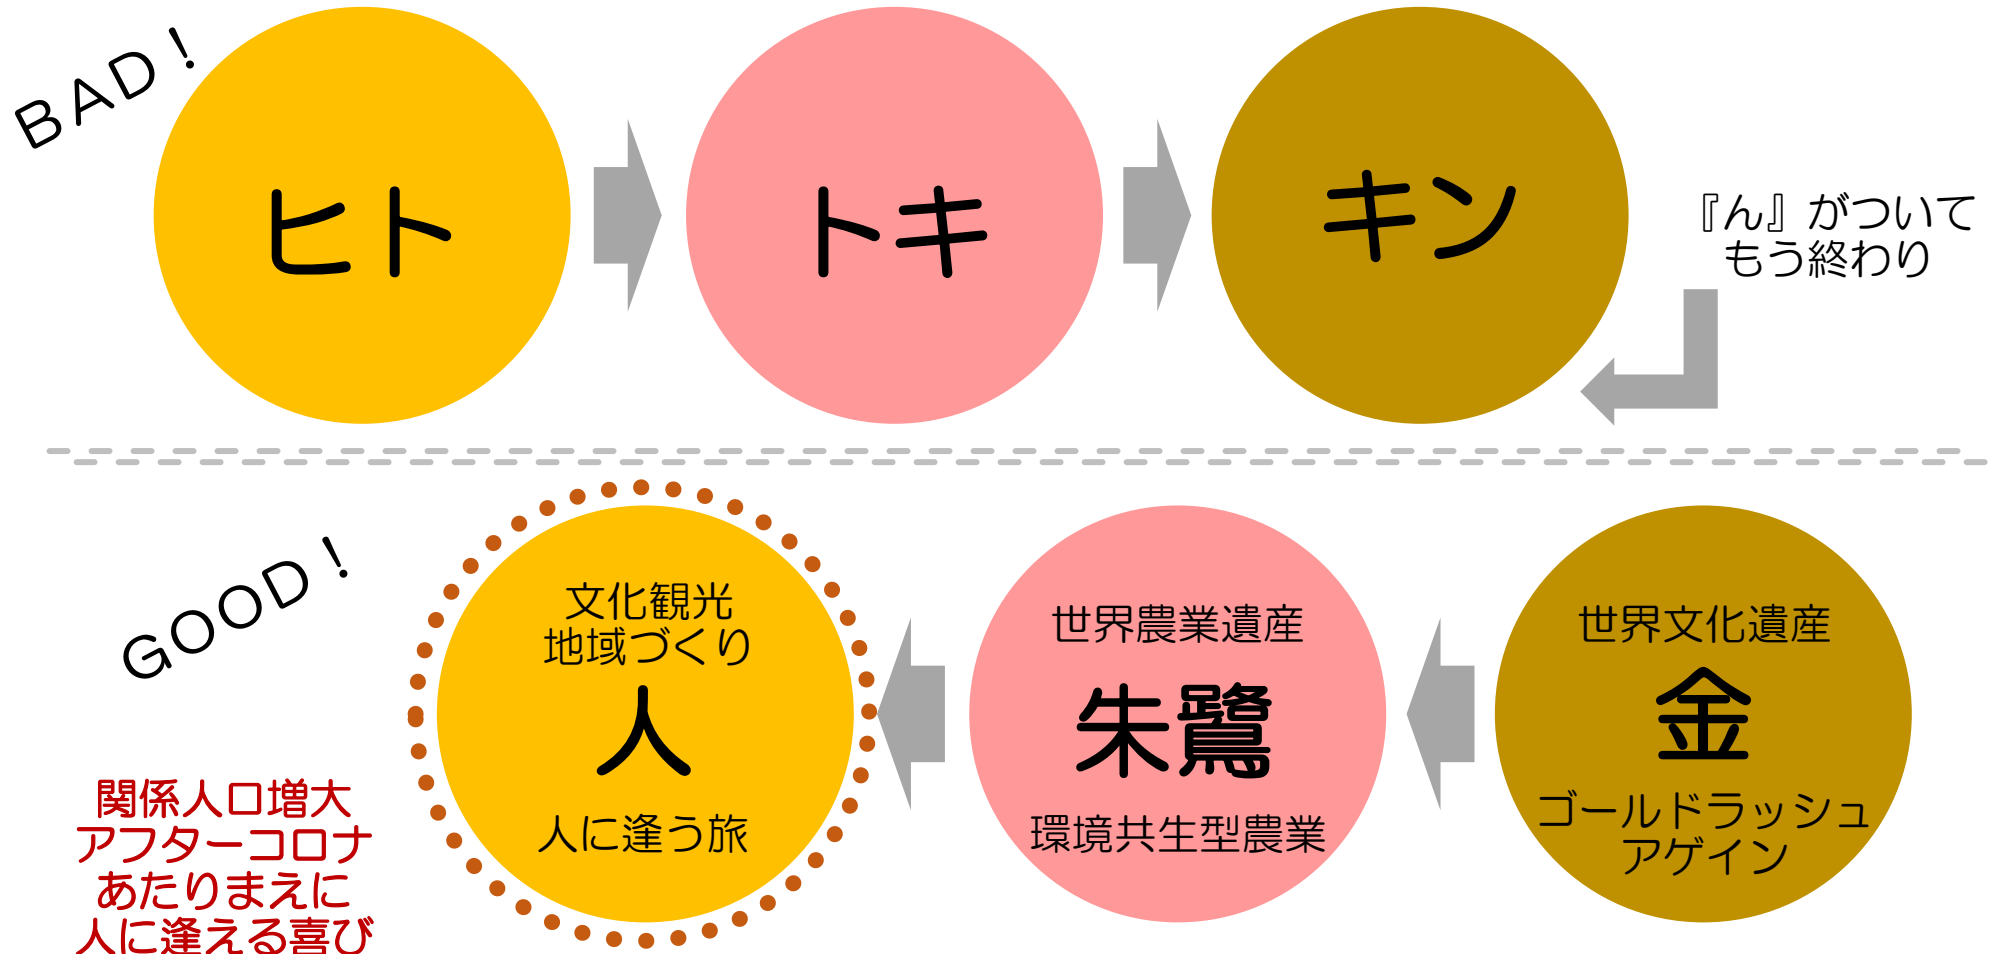 ＢＡＤ！
ヒト
トキ
キン
『ん』がついて
もう終わり
ＧＯＯＤ！
文化観光
地域づくり
人
人に逢う旅
世界農業遺産
朱鷺
環境共生型農業
世界文化遺産
金
ゴールドラッシュ
アゲイン
関係人口増大
アフターコロナ
あたりまえに
人に逢える喜び